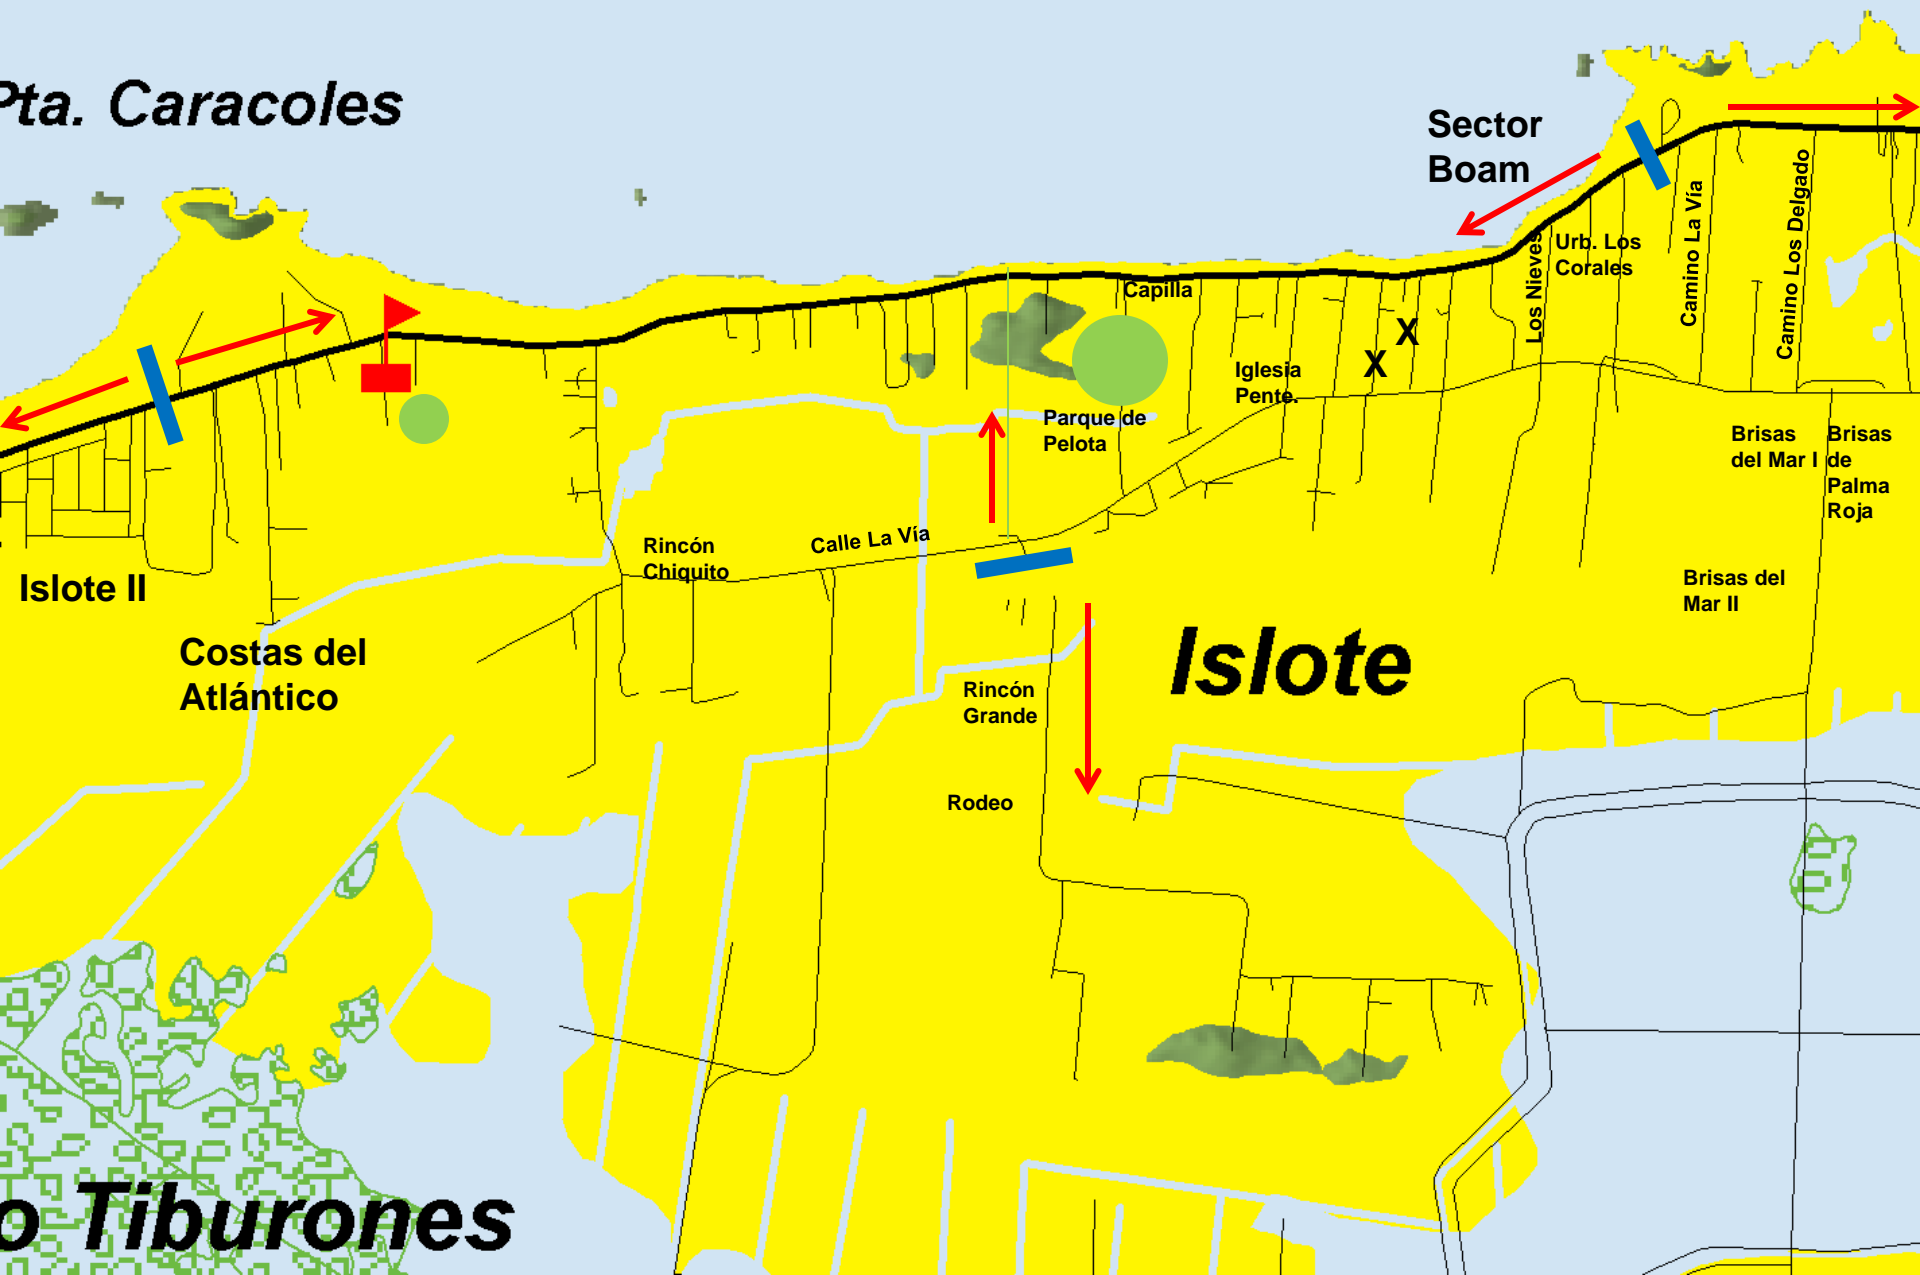 Pta. Caracoles
Sector
Boam
Camino La Vía
Camino Los Delgado
Los Nieves
Urb. Los
Corales
Capilla
X
X
Iglesia
Pente.
Parque de
Pelota
Brisas
del Mar I
Brisas
de
Palma
Roja
Calle La Vía
Rincón
Chiquito
Islote II
Brisas del
Mar II
Costas del
Atlántico
Islote
Rincón
Grande
Rodeo
o Tiburones